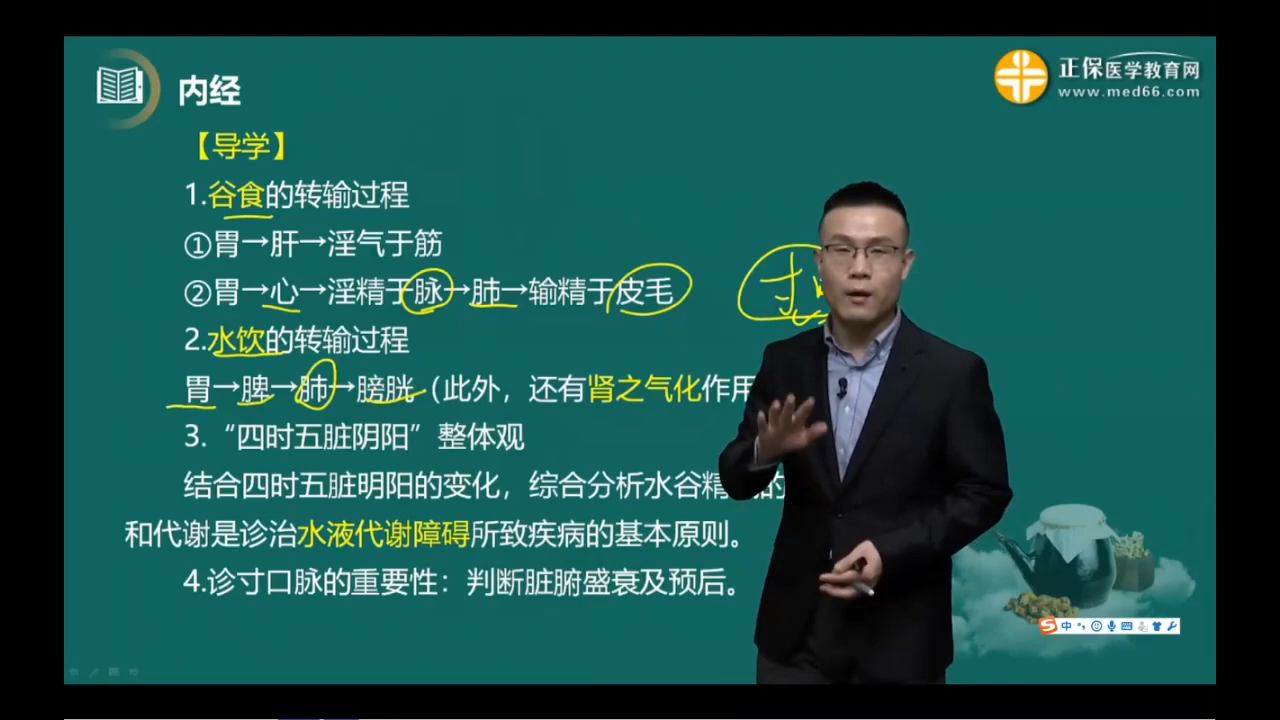 内经
正保医学教育网
www.med66.com
【导学】
1.谷食的转输过程
①胃→肝→淫气于筋
②胃→心→淫精于脉→肺→输精于皮毛
寸
2.水饮的转输过程
胃→脾→肺→膀胱（此外，还有肾之气化作用
3.“四时五脏阴阳”整体观
结合四时五脏明阳的变化，综合分析水谷精 的
和代谢是诊治水液代谢障碍所致疾病的基本原则。
4.诊寸口脉的重要性：判断脏腑盛衰及预后。
中